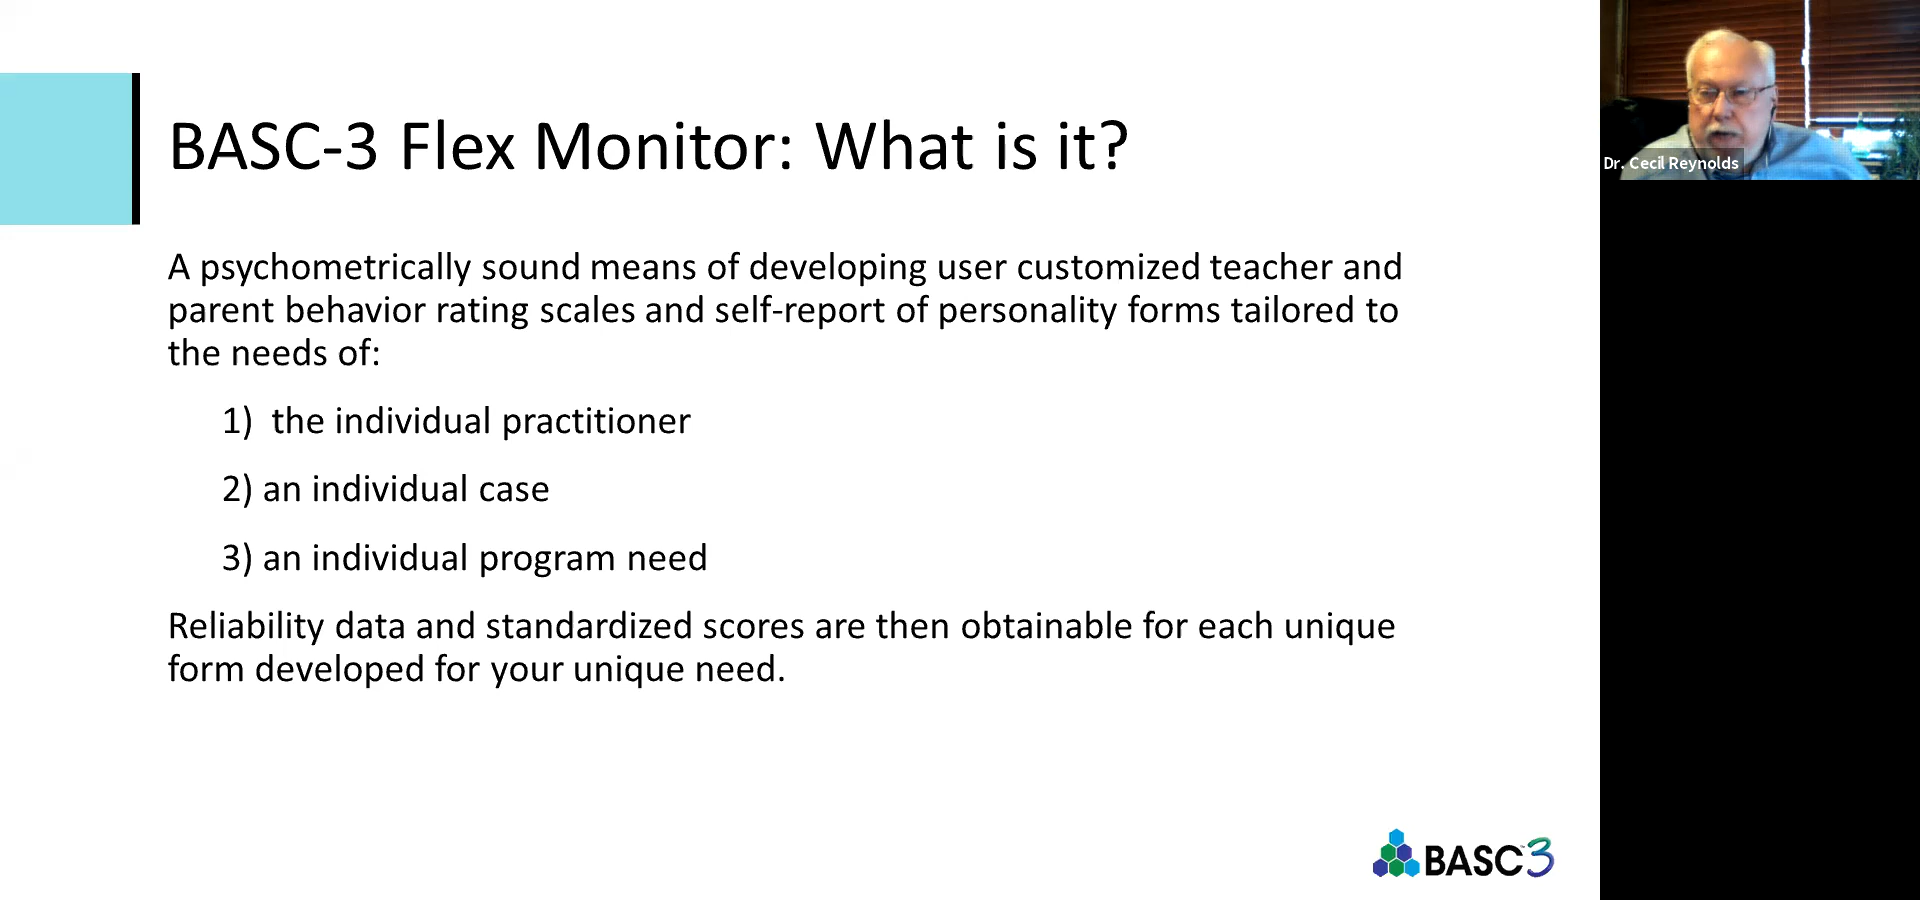 BASC-3 Flex Monitor: What is it?
A psychometrically sound means of developing user customized teacher and
parent behavior rating scales and self-report of personality forms tailored to
the needs of:
1)  the individual practitioner
2) an individual case
3) an individual program need
Reliability data and standardized scores are then obtainable for each unique
form developed for your unique need.
Dr. Cecil Reynolds
BASC™3